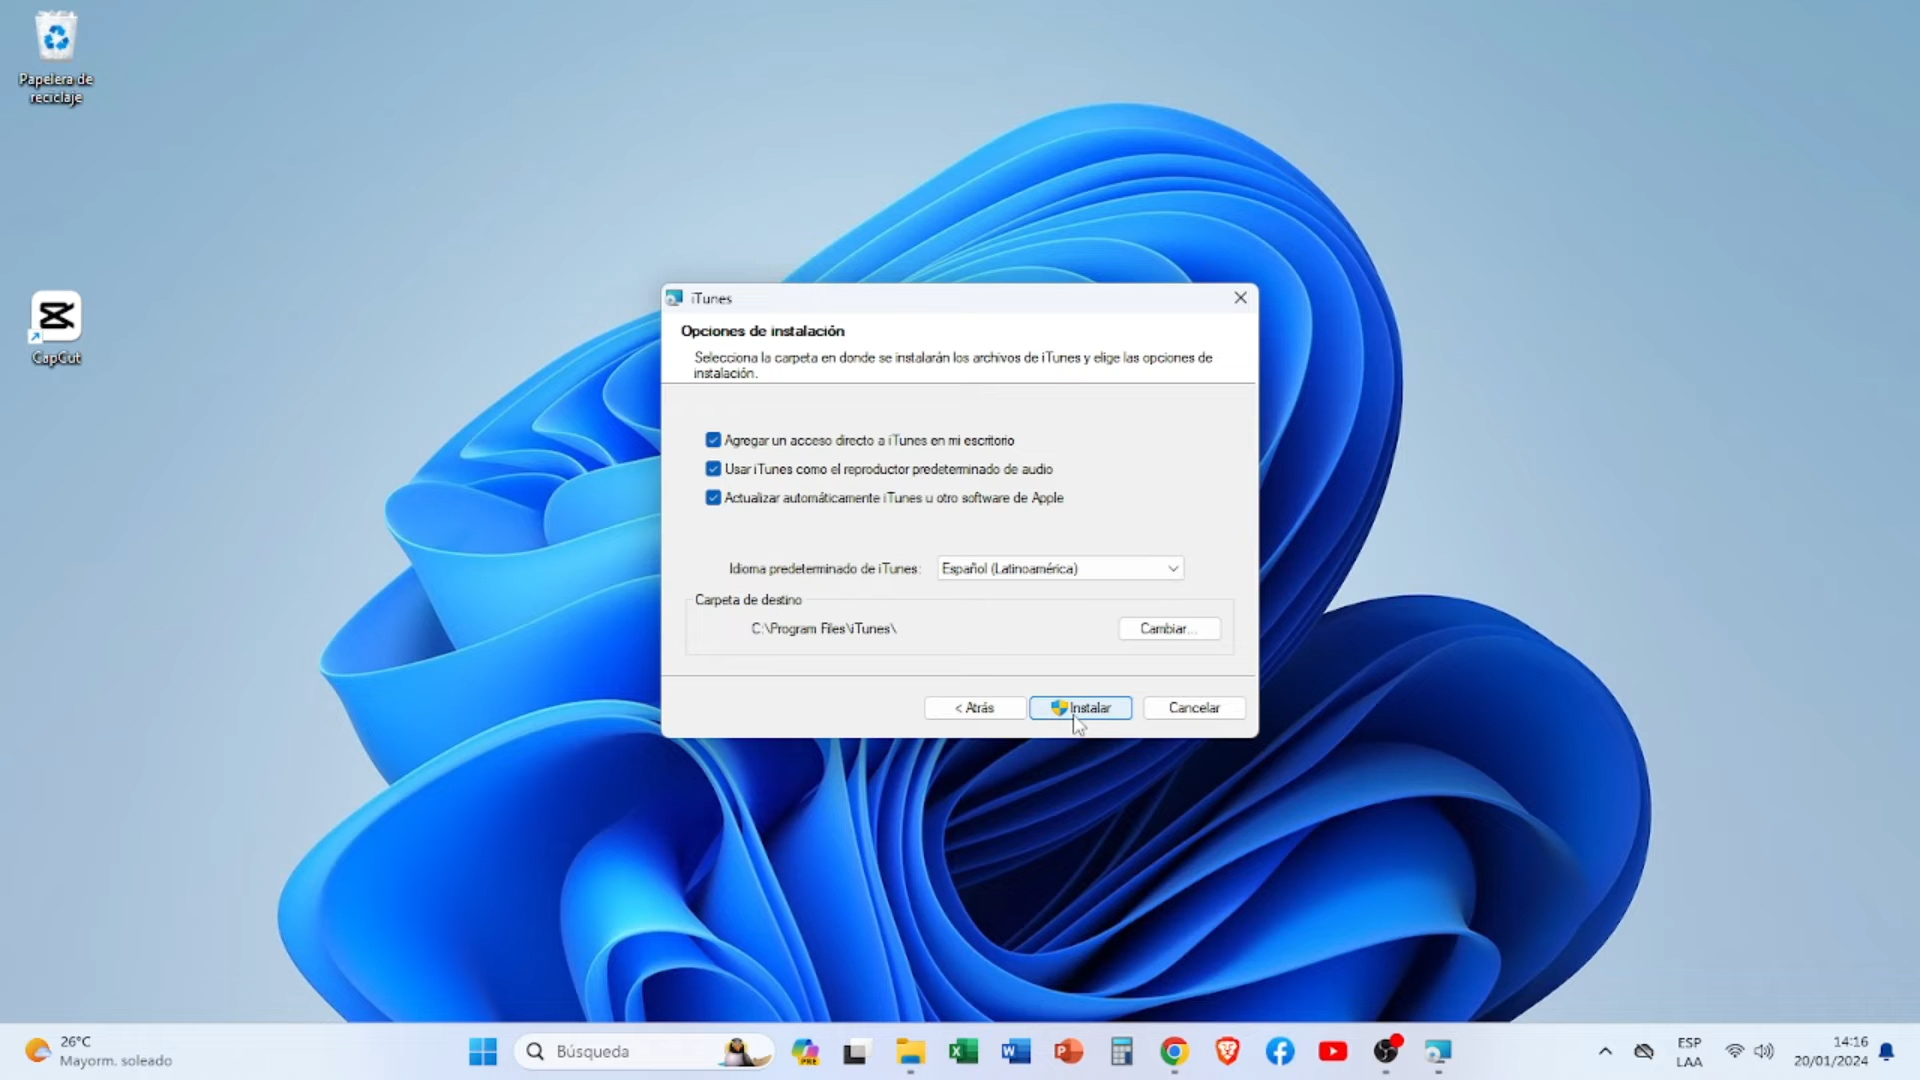 Papelera de
reciclaje
CapCut
iTunes
Opciones de instalación
Selecciona la carpeta en donde se instalarán los archivos de iTunes y elige las opciones de
instalación.
Agregar un acceso directo a iTunes en mi escritorio
Usar iTunes como el reproductor predeterminado de audio
Actualizar automáticamente iTunes u otro software de Apple
Idioma predeterminado de iTunes: Español (Latinoamérica)
Carpeta de destino
C:\Program Files\iTunes\ Cambiar...
< Atrás Instalar Cancelar
26°C
Mayorm. soleado
Búsqueda
PRE
ESP
LAA
14:16
20/01/2024